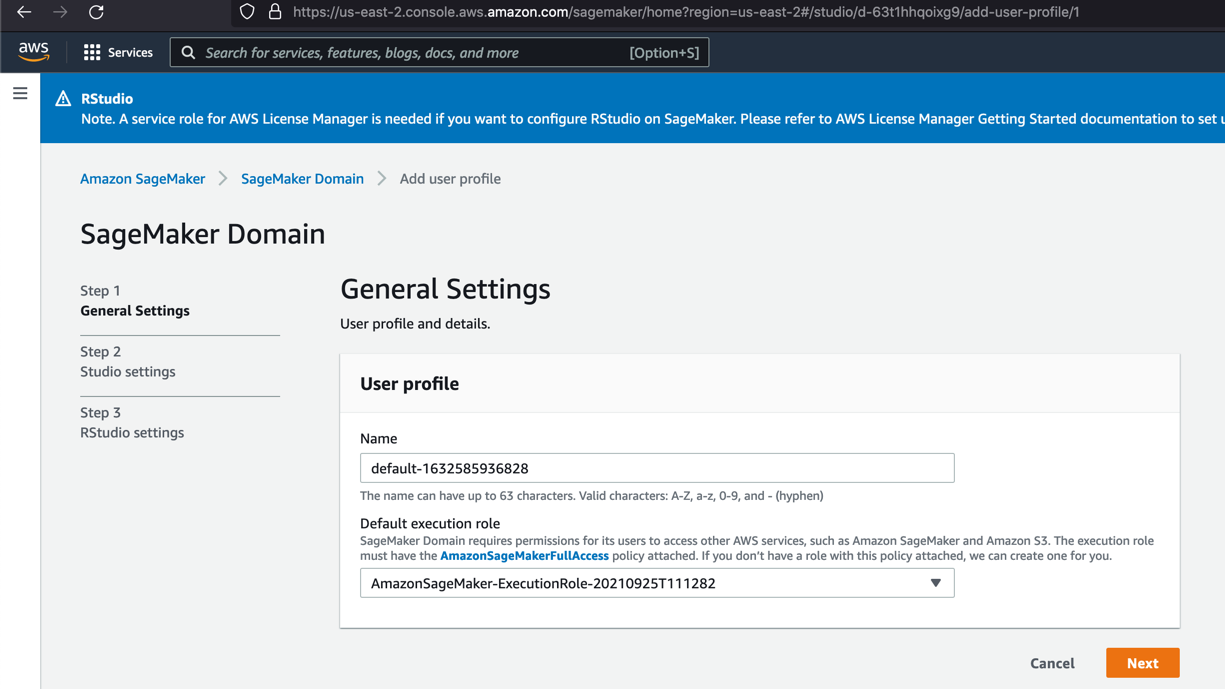 https://us-east-2.console.aws.amazon.com/sagemaker/home?region=us-east-2#/studio/d-63t1hhqoixg9/add-user-profile/1
aws
Services
Search for services, features, blogs, docs, and more
[Option+S]
RStudio
Note. A service role for AWS License Manager is needed if you want to configure RStudio on SageMaker. Please refer to AWS License Manager Getting Started documentation to set u
Amazon SageMaker
SageMaker Domain
Add user profile
SageMaker Domain
Step 1
General Settings
Step 2
Studio settings
Step 3
RStudio settings
General Settings
User profile and details.
User profile
Name
default-1632585936828
The name can have up to 63 characters. Valid characters: A-Z, a-z, 0-9, and - (hyphen)
Default execution role
SageMaker Domain requires permissions for its users to access other AWS services, such as Amazon SageMaker and Amazon S3. The execution role
must have the AmazonSageMakerFullAccess policy attached. If you don’t have a role with this policy attached, we can create one for you.
AmazonSageMaker-ExecutionRole-20210925T111282
Cancel
Next